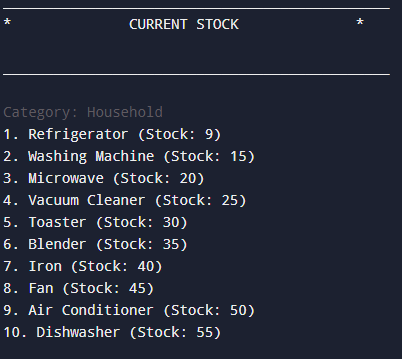 * CURRENT STOCK *
Category: Household
1. Refrigerator (Stock: 9)
2. Washing Machine (Stock: 15)
3. Microwave (Stock: 20)
4. Vacuum Cleaner (Stock: 25)
5. Toaster (Stock: 30)
6. Blender (Stock: 35)
7. Iron (Stock: 40)
8. Fan (Stock: 45)
9. Air Conditioner (Stock: 50)
10. Dishwasher (Stock: 55)